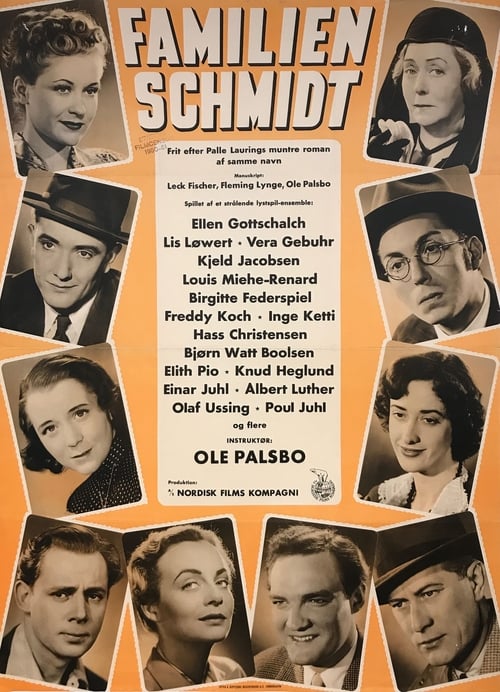 FAMILIEN
SCHMIDT
FILMCEN
1950-51
Frit efter Palle Laurings muntre roman
af samme navn
Manuskript:
Leck Fischer, Fleming Lynge, Ole Palsbo
Spillet af et strålende lystspil-ensemble:
Ellen Gottschalch
Lis Løwert · Vera Gebuhr
Kjeld Jacobsen
Louis Miehe-Renard
Birgitte Federspiel
Freddy Koch · Inge Ketti
Hass Christensen
Bjørn Watt Boolsen
Elith Pio · Knud Heglund
Einar Juhl · Albert Luther
Olaf Ussing · Poul Juhl
og flere
INSTRUKTØR:
OLE PALSBO
Produktion:
A/S NORDISK FILMS KOMPAGNI